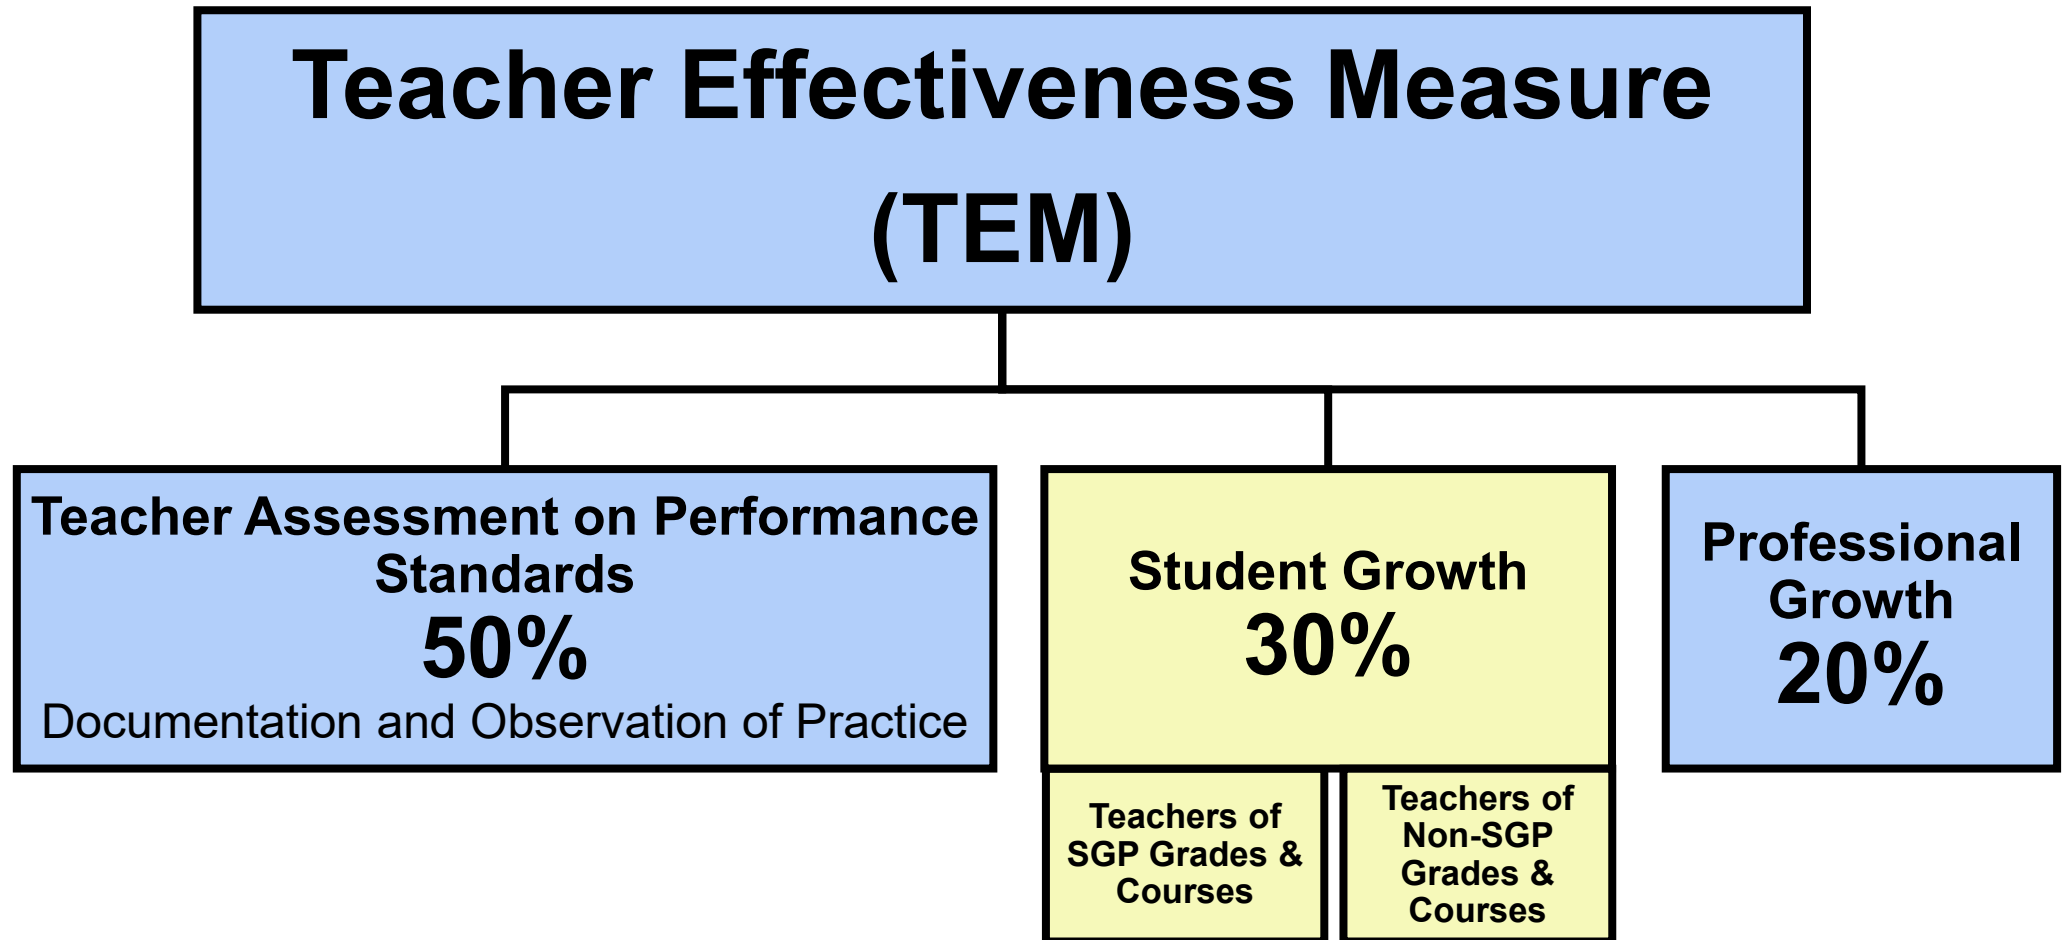 Teacher Effectiveness Measure
(TEM)
Teacher Assessment on Performance
Standards
50%
Documentation and Observation of Practice
Student Growth
30%
Professional
Growth
20%
Teachers of
SGP Grades &
Courses
Teachers of
Non-SGP
Grades &
Courses